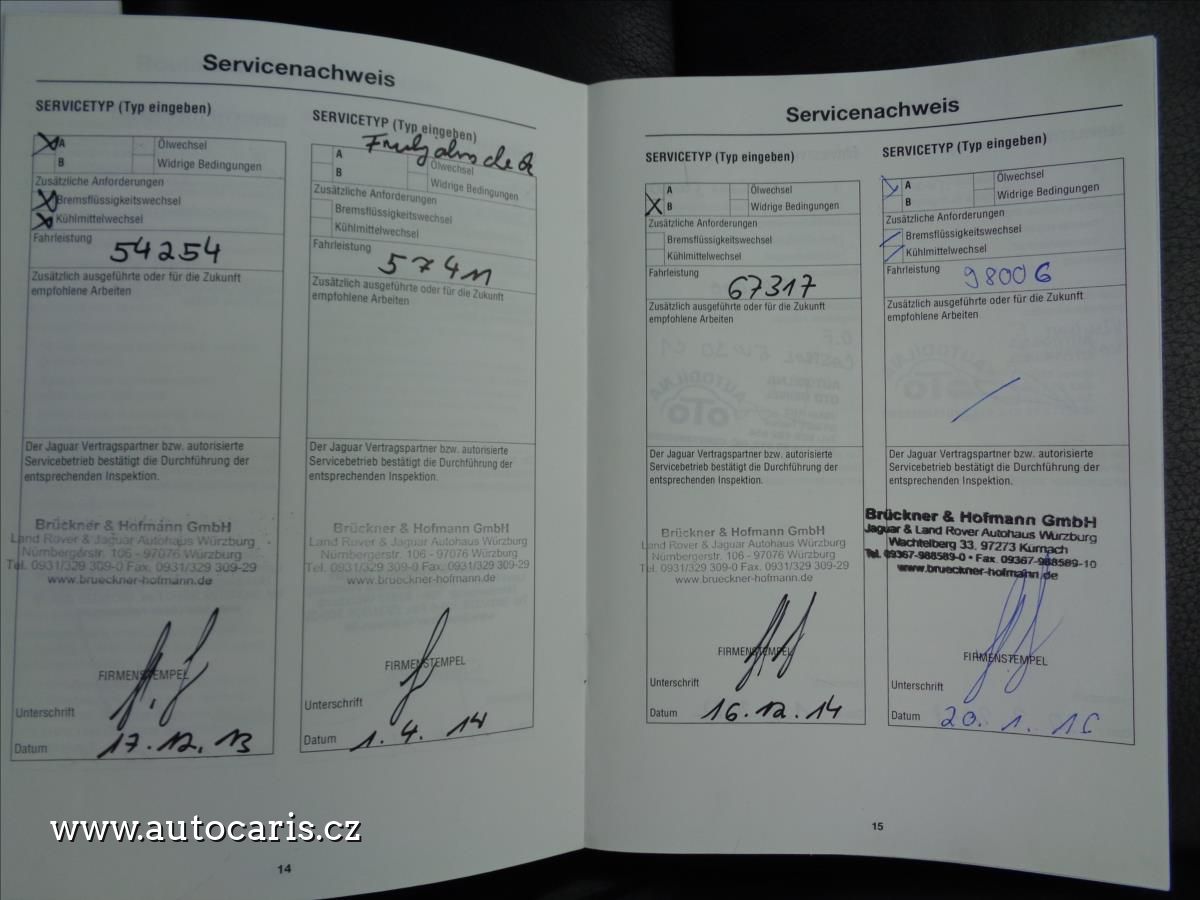 Servicenachweis
SERVICETYP (Typ eingeben)
X A
Ölwechsel
B
Widrige Bedingungen
Zusätzliche Anforderungen
X Bremsflüssigkeitswechsel
X Kühlmittelwechsel
Fahrleistung
54254
Zusätzlich ausgeführte oder für die Zukunft
empfohlene Arbeiten
Der Jaguar Vertragspartner bzw. autorisierte
Servicebetrieb bestätigt die Durchführung der
entsprechenden Inspektion.
Brückner & Hofmann GmbH
Land Rover & Jaguar Autohaus Würzburg
Nürnbergerstr. 106 - 97076 Würzburg
Tel. 0931/329 309-0 Fax. 0931/329 309-29
www.brueckner-hofmann.de
FIRMENSTEMPEL
Unterschrift
Datum 17.12.13
SERVICETYP (Typ eingeben)
Frühjahrscheck
A
Ölwechsel
B
Widrige Bedingungen
Zusätzliche Anforderungen
Bremsflüssigkeitswechsel
Kühlmittelwechsel
Fahrleistung
57411
Zusätzlich ausgeführte oder für die Zukunft
empfohlene Arbeiten
Der Jaguar Vertragspartner bzw. autorisierte
Servicebetrieb bestätigt die Durchführung der
entsprechenden Inspektion.
Brückner & Hofmann GmbH
Land Rover & Jaguar Autohaus Würzburg
Nürnbergerstr. 106 - 97076 Würzburg
Tel. 0931/329 309-0 Fax. 0931/329 309-29
www.brueckner-hofmann.de
FIRMENSTEMPEL
Unterschrift
Datum 1.4.14
14
Servicenachweis
SERVICETYP (Typ eingeben)
A
Ölwechsel
X B
Widrige Bedingungen
Zusätzliche Anforderungen
Bremsflüssigkeitswechsel
Kühlmittelwechsel
Fahrleistung
67317
Zusätzlich ausgeführte oder für die Zukunft
empfohlene Arbeiten
Der Jaguar Vertragspartner bzw. autorisierte
Servicebetrieb bestätigt die Durchführung der
entsprechenden Inspektion.
Brückner & Hofmann GmbH
Land Rover & Jaguar Autohaus Würzburg
Nürnbergerstr. 106 - 97076 Würzburg
Tel. 0931/329 309-0 Fax. 0931/329 309-29
www.brueckner-hofmann.de
FIRMENSTEMPEL
Unterschrift
Datum 16.12.14
SERVICETYP (Typ eingeben)
A
Ölwechsel
B
Widrige Bedingungen
Zusätzliche Anforderungen
Bremsflüssigkeitswechsel
Kühlmittelwechsel
Fahrleistung
98006
Zusätzlich ausgeführte oder für die Zukunft
empfohlene Arbeiten
Der Jaguar Vertragspartner bzw. autorisierte
Servicebetrieb bestätigt die Durchführung der
entsprechenden Inspektion.
Brückner & Hofmann GmbH
Jaguar & Land Rover Autohaus Würzburg
Wachtelberg 33, 97273 Kürnach
Tel. 09367-988589-0 • Fax. 09367-988589-10
www.brueckner-hofmann.de
FIRMENSTEMPEL
Unterschrift
Datum 20.1.16
15
www.autocaris.cz